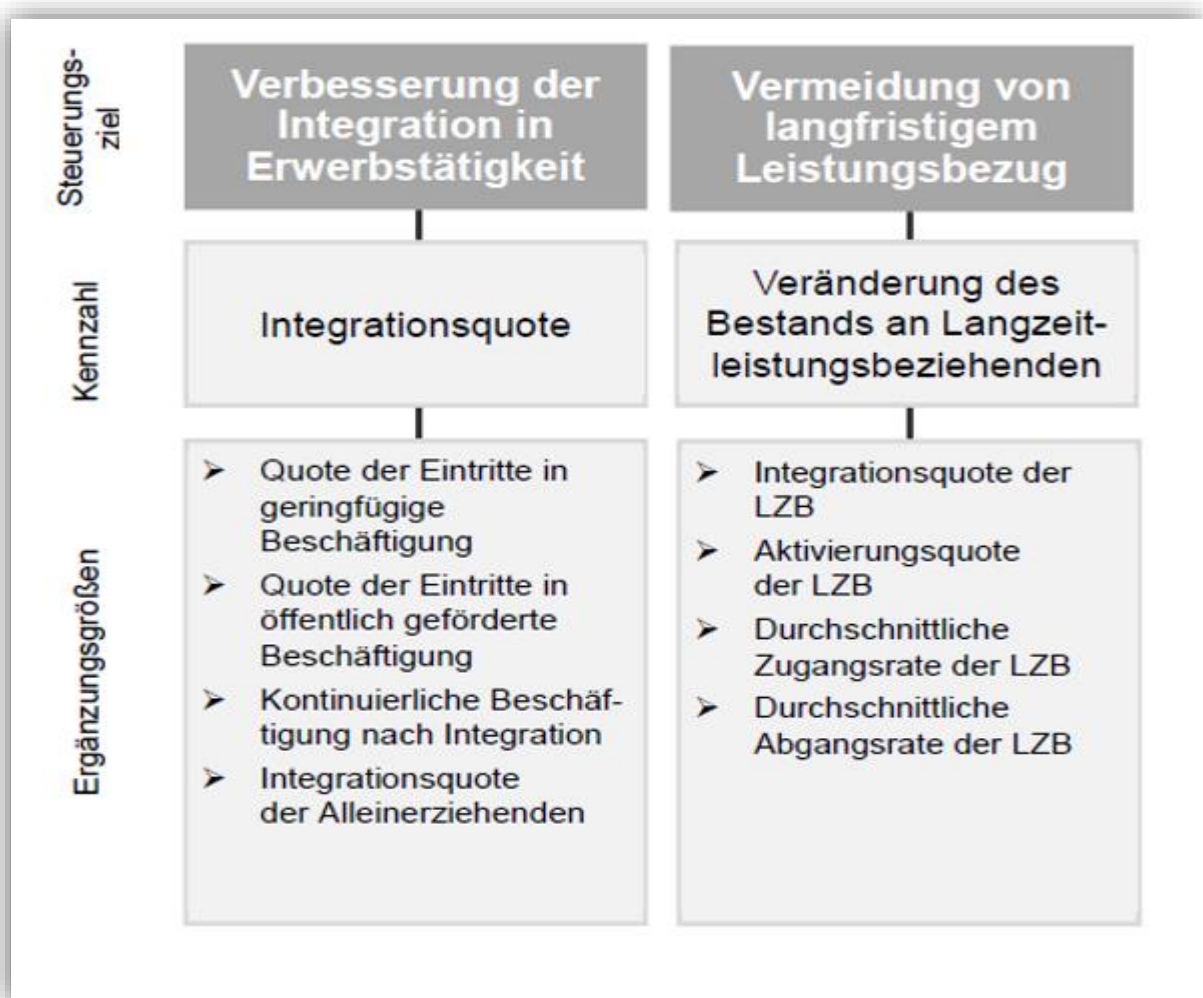 Steuerungs-
ziel
Verbesserung der
Integration in
Erwerbstätigkeit
Vermeidung von
langfristigem
Leistungsbezug
Kennzahl
Integrationsquote
Veränderung des
Bestands an Langzeit-
leistungsbeziehenden
Ergänzungsgrößen
➢ Quote der Eintritte in
geringfügige
Beschäftigung
➢ Quote der Eintritte in
öffentlich geförderte
Beschäftigung
➢ Kontinuierliche Beschäf-
tigung nach Integration
➢ Integrationsquote
der Alleinerziehenden
➢ Integrationsquote der
LZB
➢ Aktivierungsquote
der LZB
➢ Durchschnittliche
Zugangsrate der LZB
➢ Durchschnittliche
Abgangsrate der LZB